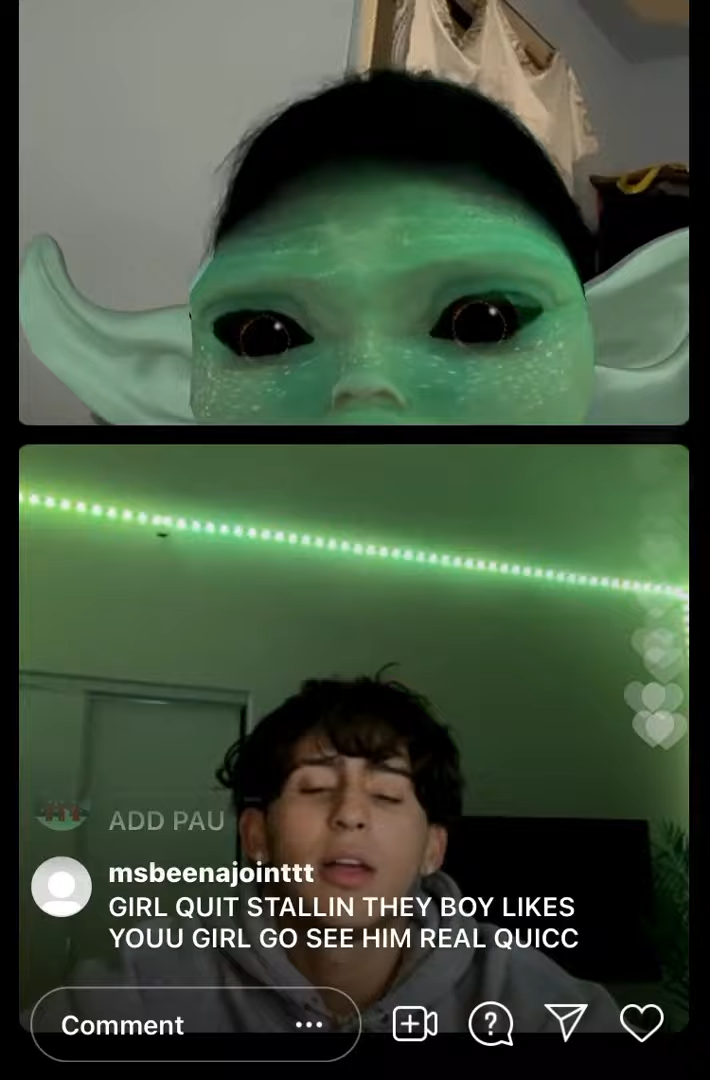 ADD PAU
msbeenajointtt
GIRL QUIT STALLIN THEY BOY LIKES
YOUU GIRL GO SEE HIM REAL QUICC
Comment